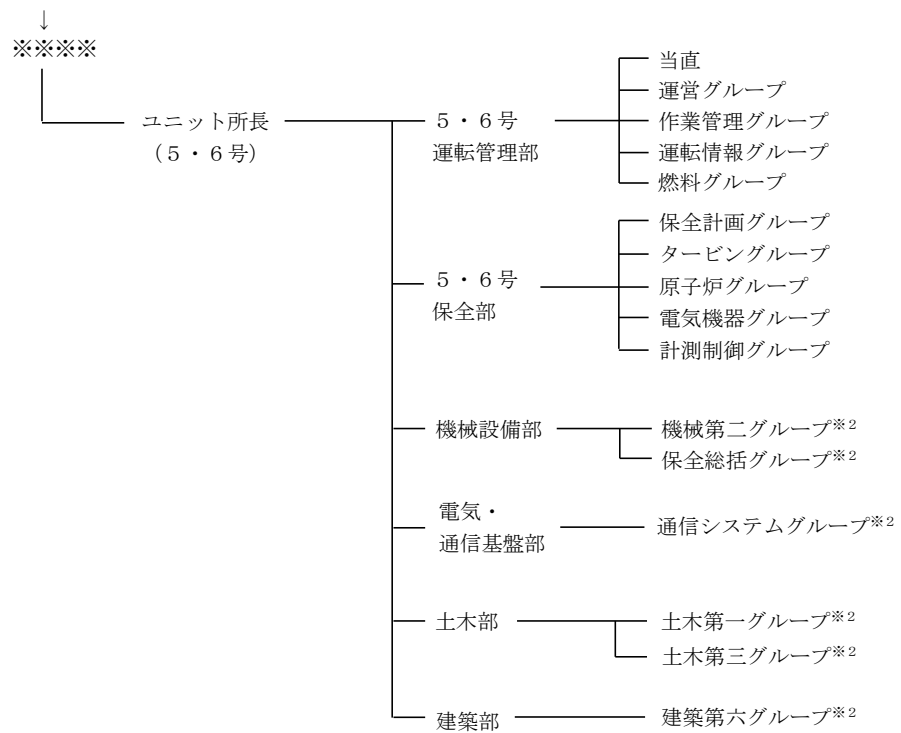 ↓
※※※※
ユニット所長
（５・６号）
５・６号
運転管理部
当直
運営グループ
作業管理グループ
運転情報グループ
燃料グループ
５・６号
保全部
保全計画グループ
タービングループ
原子炉グループ
電気機器グループ
計測制御グループ
機械設備部
機械第二グループ※２
保全総括グループ※２
電気・
通信基盤部
通信システムグループ※２
土木部
土木第一グループ※２
土木第三グループ※２
建築部
建築第六グループ※２